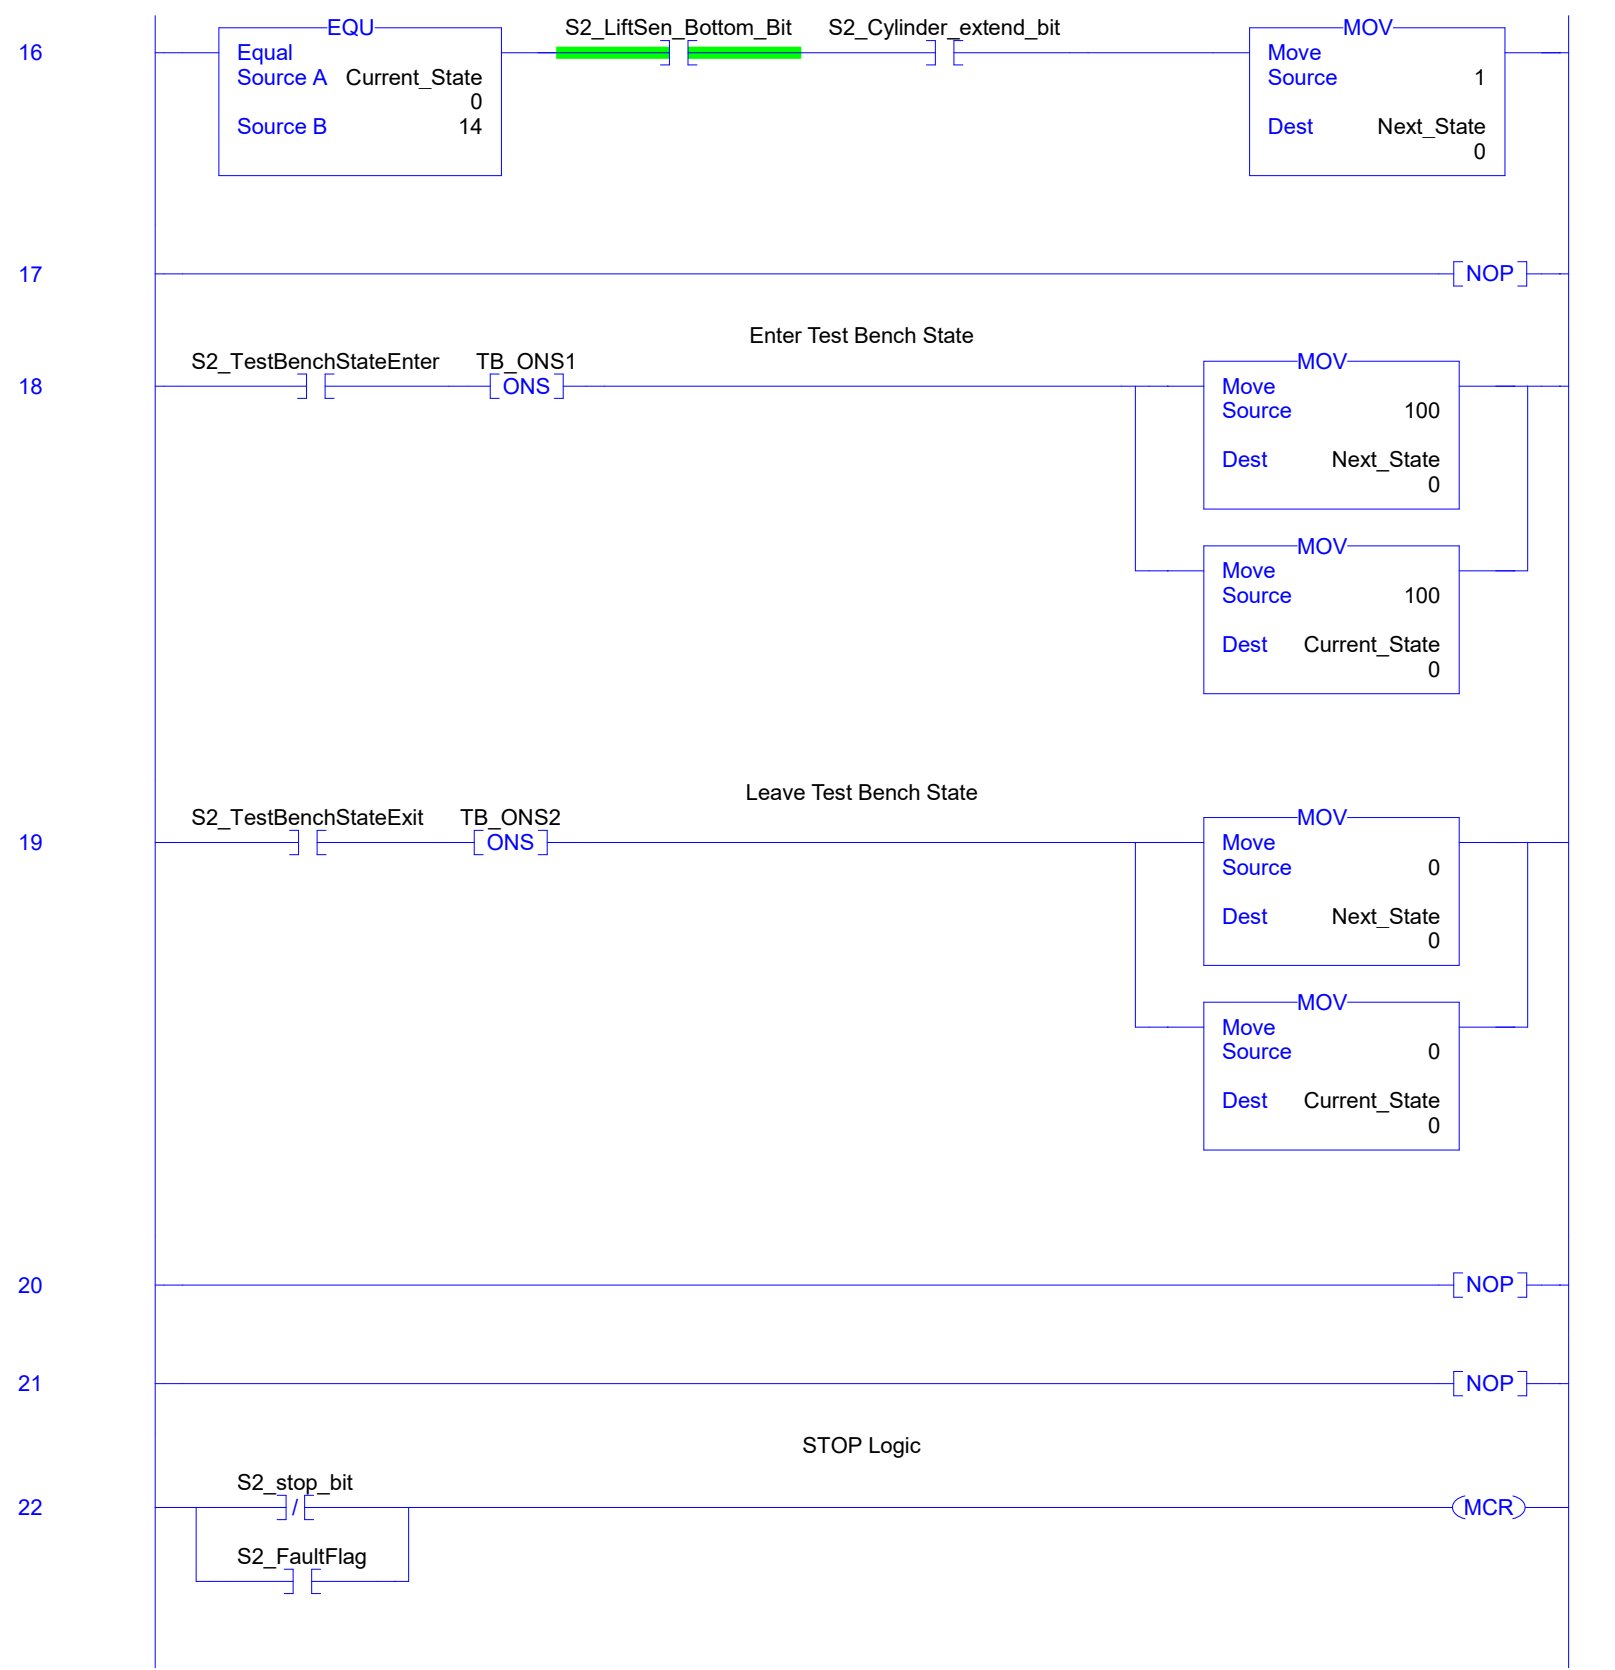 EQU
S2_LiftSen_Bottom_Bit
S2_Cylinder_extend_bit
MOV
16
Equal
Source A Current_State
0
Source B 14
Move
Source 1
Dest Next_State
0
17
NOP
Enter Test Bench State
S2_TestBenchStateEnter
TB_ONS1
MOV
18
ONS
Move
Source 100
Dest Next_State
0
MOV
Move
Source 100
Dest Current_State
0
Leave Test Bench State
S2_TestBenchStateExit
TB_ONS2
MOV
19
ONS
Move
Source 0
Dest Next_State
0
MOV
Move
Source 0
Dest Current_State
0
20
NOP
21
NOP
STOP Logic
S2_stop_bit
22
/
MCR
S2_FaultFlag